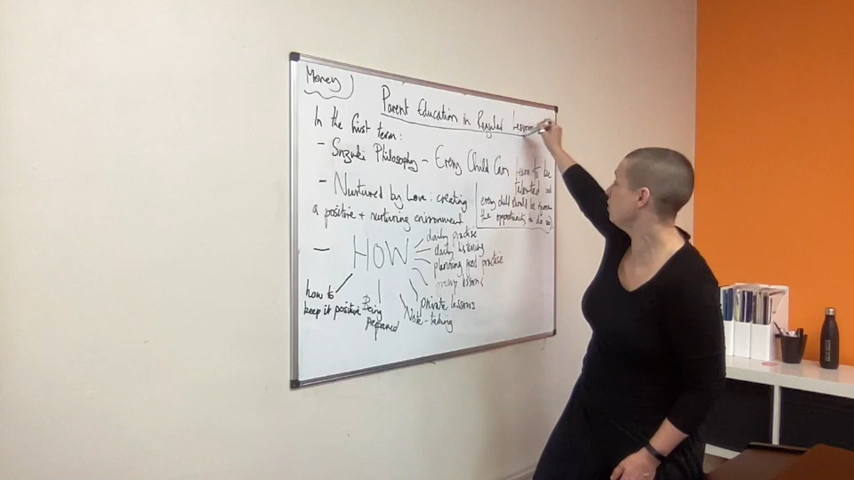 Money
Parent Education in Regular Lessons
In the first term:
- Suzuki Philosophy - Every Child Can
learn to be
talented and
every child should be given
the opportunity to do so
- Nurtured by Love: creating
a positive + nurturing environment
- HOW
daily practise
daily listening
planning good practise
group lessons
private lessons
Note-taking
Being
prepared
how to
keep it positive